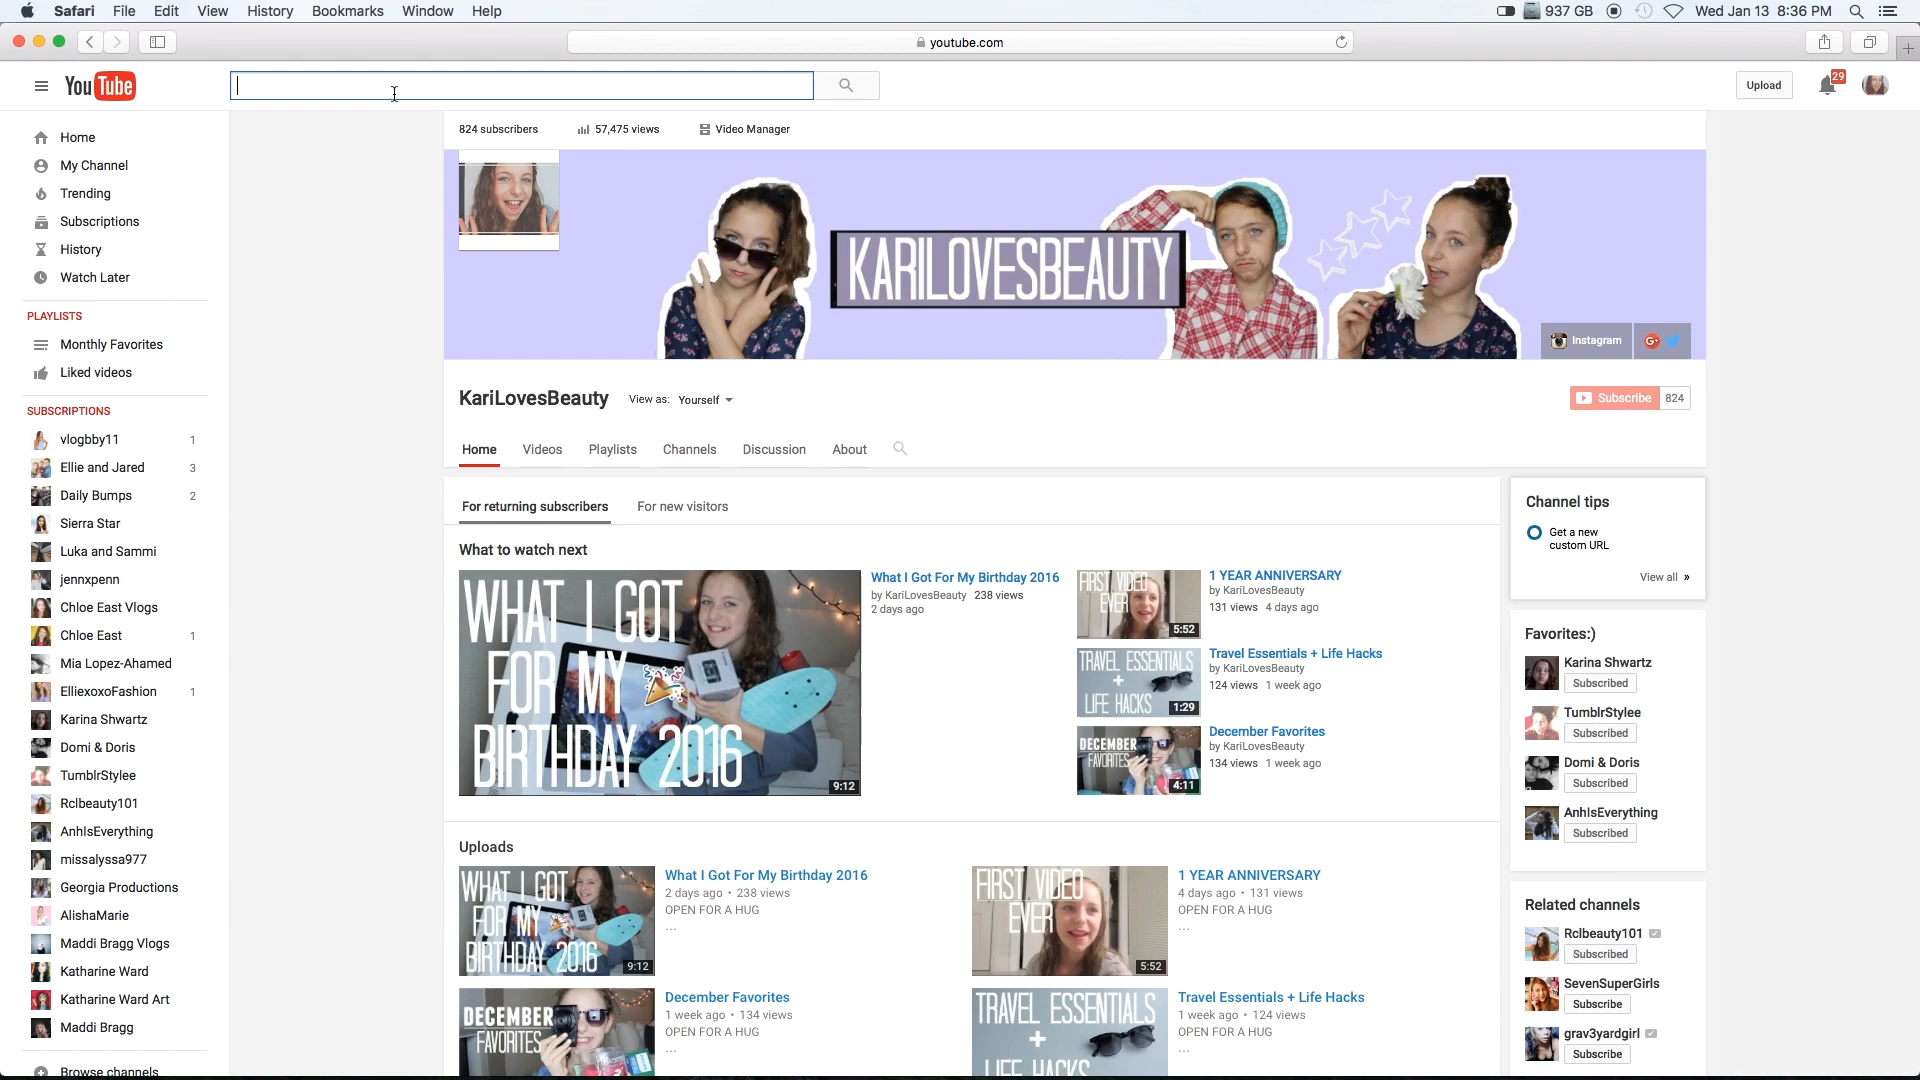 Safari File Edit View History Bookmarks Window Help
937 GB Wed Jan 13 8:36 PM
youtube.com
YouTube
Upload 29
Home
My Channel
Trending
Subscriptions
History
Watch Later
PLAYLISTS
Monthly Favorites
Liked videos
SUBSCRIPTIONS
vlogbby11 1
Ellie and Jared 3
Daily Bumps 2
Sierra Star
Luka and Sammi
jennxpenn
Chloe East Vlogs
Chloe East 1
Mia Lopez-Ahamed
ElliexoxoFashion 1
Karina Shwartz
Domi & Doris
TumblrStylee
Rclbeauty101
AnhIsEverything
missalyssa977
Georgia Productions
AlishaMarie
Maddi Bragg Vlogs
Katharine Ward
Katharine Ward Art
Maddi Bragg
Browse channels
824 subscribers 57,475 views Video Manager
KARILOVESBEAUTY
Instagram
KariLovesBeauty View as: Yourself
Subscribe 824
Home Videos Playlists Channels Discussion About
For returning subscribers For new visitors
What to watch next
WHAT I GOT
FOR MY
BIRTHDAY 2016
9:12
What I Got For My Birthday 2016
by KariLovesBeauty 238 views
2 days ago
FIRST VIDEO
EVER
5:52
1 YEAR ANNIVERSARY
by KariLovesBeauty
131 views 4 days ago
TRAVEL ESSENTIALS
+
LIFE HACKS
1:29
Travel Essentials + Life Hacks
by KariLovesBeauty
124 views 1 week ago
DECEMBER
FAVORITES
4:11
December Favorites
by KariLovesBeauty
134 views 1 week ago
Uploads
WHAT I GOT
FOR MY
BIRTHDAY 2016
9:12
What I Got For My Birthday 2016
2 days ago • 238 views
OPEN FOR A HUG
...
FIRST VIDEO
EVER
5:52
1 YEAR ANNIVERSARY
4 days ago • 131 views
OPEN FOR A HUG
...
DECEMBER
FAVORITES
December Favorites
1 week ago • 134 views
OPEN FOR A HUG
...
TRAVEL ESSENTIALS
+
LIFE HACKS
Travel Essentials + Life Hacks
1 week ago • 124 views
OPEN FOR A HUG
...
Channel tips
Get a new
custom URL
View all »
Favorites:)
Karina Shwartz
Subscribed
TumblrStylee
Subscribed
Domi & Doris
Subscribed
AnhIsEverything
Subscribed
Related channels
Rclbeauty101
Subscribed
SevenSuperGirls
Subscribe
grav3yardgirl
Subscribe